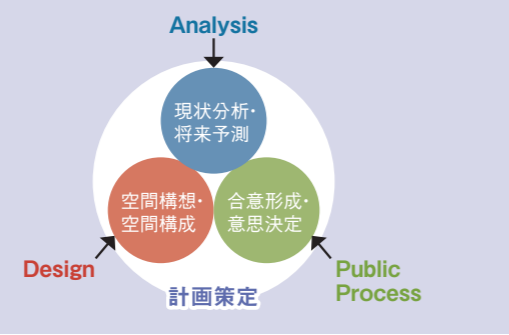 Analysis
現状分析・
将来予測
空間構想・
空間構成
合意形成・
意思決定
Design
Public
Process
計画策定